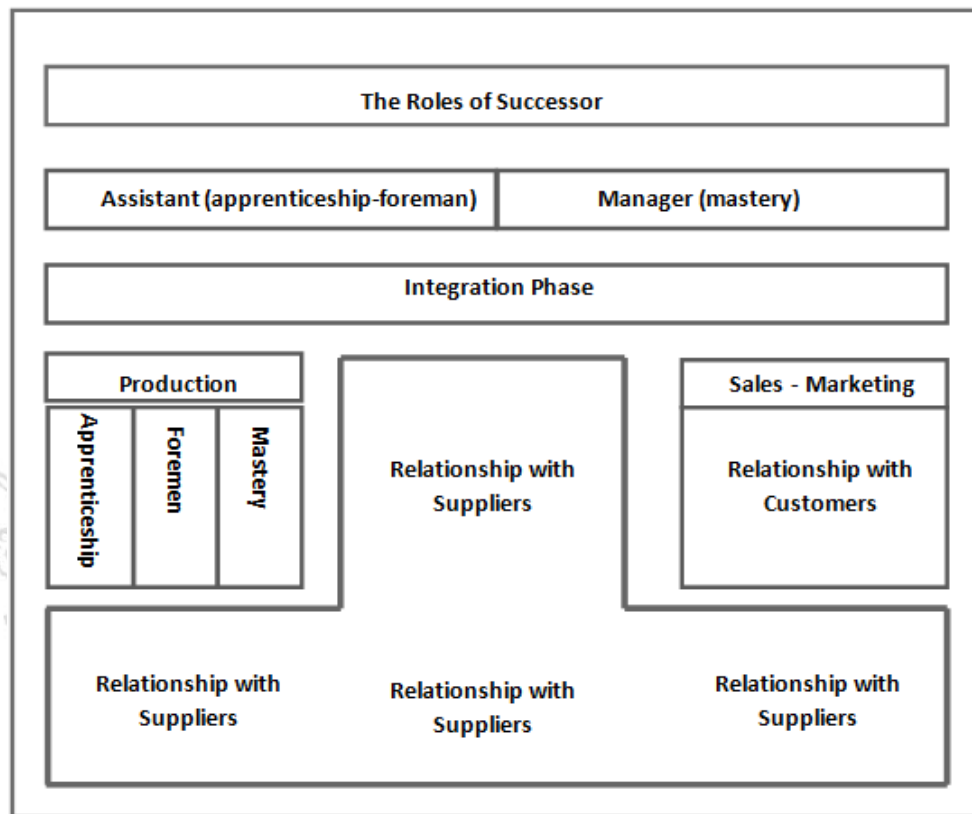 The Roles of Successor
Assistant (apprenticeship-foreman)
Manager (mastery)
Integration Phase
Production
Apprenticeship
Foremen
Mastery
Relationship with
Suppliers
Sales - Marketing
Relationship with
Customers
Relationship with
Suppliers
Relationship with
Suppliers
Relationship with
Suppliers